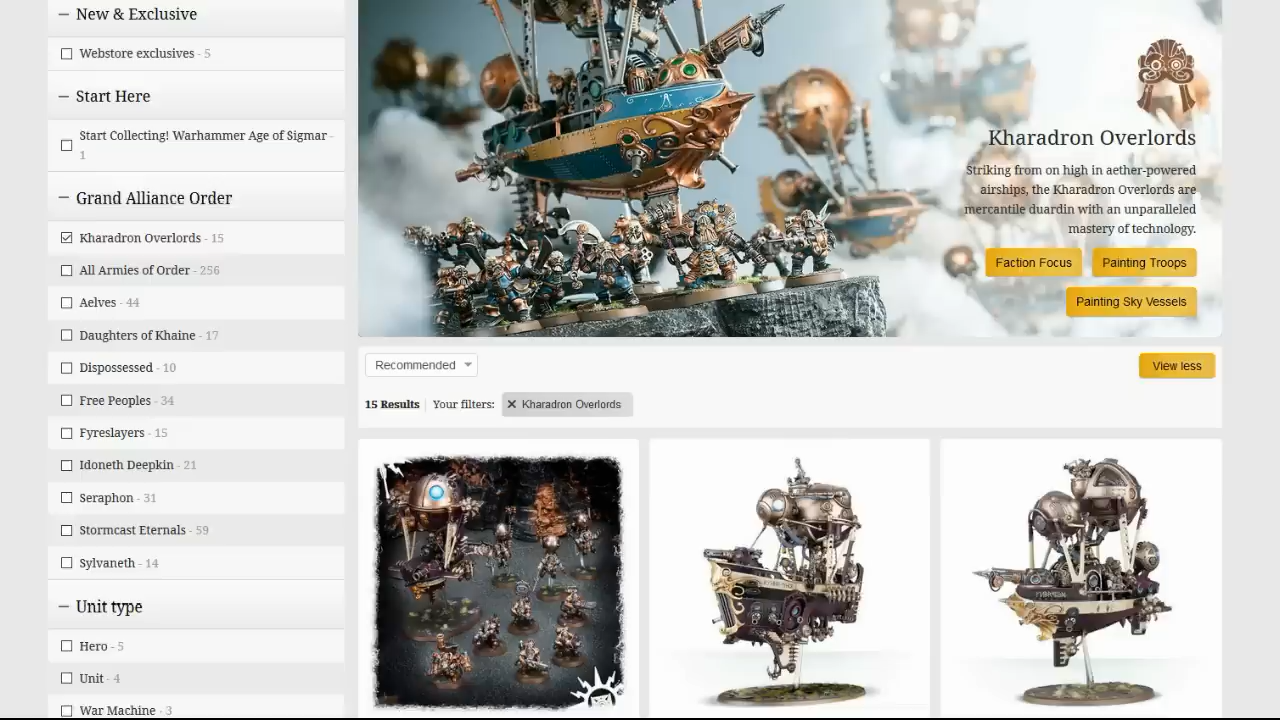 New & Exclusive
Webstore exclusives - 5
Start Here
Start Collecting! Warhammer Age of Sigmar -
1
Grand Alliance Order
Kharadron Overlords - 15
All Armies of Order - 256
Aelves - 44
Daughters of Khaine - 17
Dispossessed - 10
Free Peoples - 34
Fyreslayers - 15
Idoneth Deepkin - 21
Seraphon - 31
Stormcast Eternals - 59
Sylvaneth - 14
Unit type
Hero - 5
Unit - 4
War Machine - 3
Kharadron Overlords
Striking from on high in aether-powered
airships, the Kharadron Overlords are
mercantile duardin with an unparalleled
mastery of technology.
Faction Focus
Painting Troops
Painting Sky Vessels
Recommended
View less
15 Results
Your filters:
Kharadron Overlords